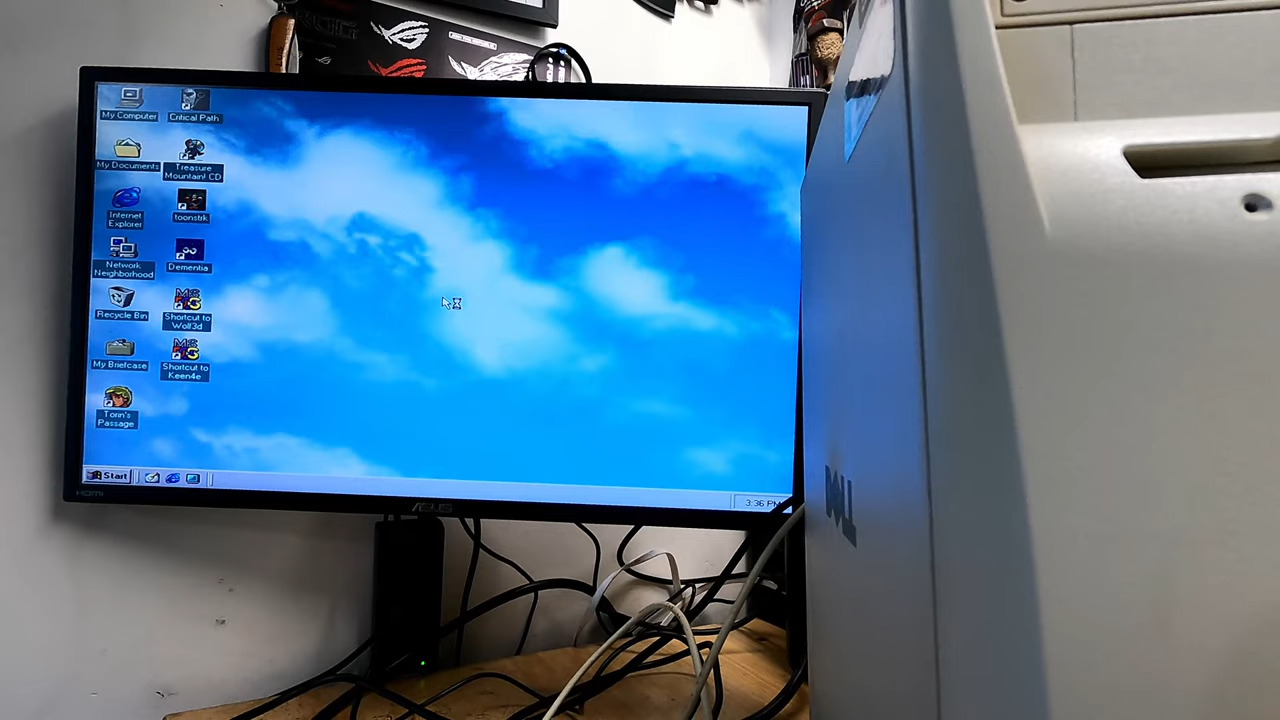 My Computer
Critical Path
My Documents
Treasure
Mountain! CD
Internet
Explorer
toonstrk
Network
Neighborhood
Dementia
Recycle Bin
Shortcut to
Wolf3d
My Briefcase
Shortcut to
Keen4e
Torin's
Passage
Start
3:36 PM
HDMI
ASUS
DELL